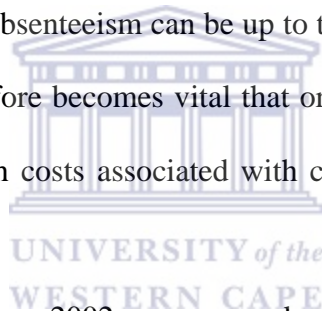 bsenteeism can be up to t
fore becomes vital that or
n costs associated with c
UNIVERSITY of the
2002
WESTERN CAPE